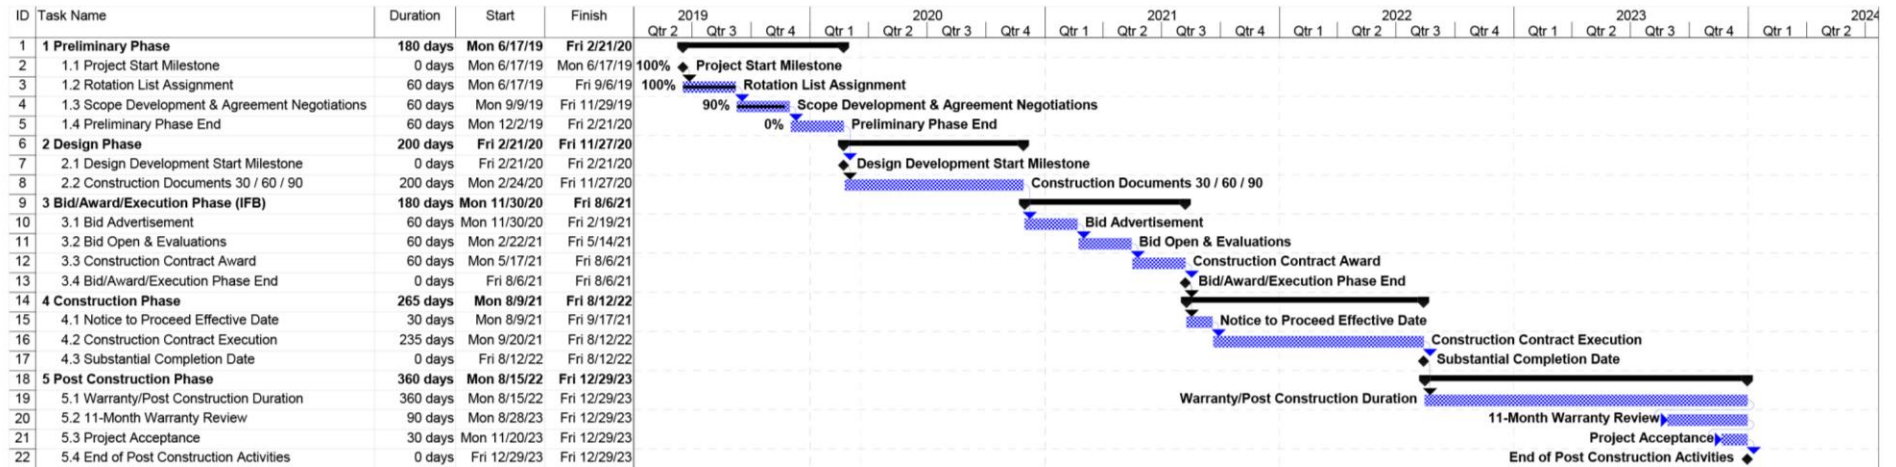 ID Task Name Duration Start Finish 2019 2020 2021 2022 2023 2024
Qtr 2 Qtr 3 Qtr 4 Qtr 1 Qtr 2 Qtr 3 Qtr 4 Qtr 1 Qtr 2 Qtr 3 Qtr 4 Qtr 1 Qtr 2 Qtr 3 Qtr 4 Qtr 1 Qtr 2 Qtr 3 Qtr 4 Qtr 1 Qtr 2
1 1 Preliminary Phase 180 days Mon 6/17/19 Fri 2/21/20
2 1.1 Project Start Milestone 0 days Mon 6/17/19 Mon 6/17/19 100% Project Start Milestone
3 1.2 Rotation List Assignment 60 days Mon 6/17/19 Fri 9/6/19 100% Rotation List Assignment
4 1.3 Scope Development & Agreement Negotiations 60 days Mon 9/9/19 Fri 11/29/19 90% Scope Development & Agreement Negotiations
5 1.4 Preliminary Phase End 60 days Mon 12/2/19 Fri 2/21/20 0% Preliminary Phase End
6 2 Design Phase 200 days Fri 2/21/20 Fri 11/27/20
7 2.1 Design Development Start Milestone 0 days Fri 2/21/20 Fri 2/21/20 Design Development Start Milestone
8 2.2 Construction Documents 30 / 60 / 90 200 days Mon 2/24/20 Fri 11/27/20 Construction Documents 30 / 60 / 90
9 3 Bid/Award/Execution Phase (IFB) 180 days Mon 11/30/20 Fri 8/6/21
10 3.1 Bid Advertisement 60 days Mon 11/30/20 Fri 2/19/21 Bid Advertisement
11 3.2 Bid Open & Evaluations 60 days Mon 2/22/21 Fri 5/14/21 Bid Open & Evaluations
12 3.3 Construction Contract Award 60 days Mon 5/17/21 Fri 8/6/21 Construction Contract Award
13 3.4 Bid/Award/Execution Phase End 0 days Fri 8/6/21 Fri 8/6/21 Bid/Award/Execution Phase End
14 4 Construction Phase 265 days Mon 8/9/21 Fri 8/12/22
15 4.1 Notice to Proceed Effective Date 30 days Mon 8/9/21 Fri 9/17/21 Notice to Proceed Effective Date
16 4.2 Construction Contract Execution 235 days Mon 9/20/21 Fri 8/12/22 Construction Contract Execution
17 4.3 Substantial Completion Date 0 days Fri 8/12/22 Fri 8/12/22 Substantial Completion Date
18 5 Post Construction Phase 360 days Mon 8/15/22 Fri 12/29/23
19 5.1 Warranty/Post Construction Duration 360 days Mon 8/15/22 Fri 12/29/23 Warranty/Post Construction Duration
20 5.2 11-Month Warranty Review 90 days Mon 8/28/23 Fri 12/29/23 11-Month Warranty Review
21 5.3 Project Acceptance 30 days Mon 11/20/23 Fri 12/29/23 Project Acceptance
22 5.4 End of Post Construction Activities 0 days Fri 12/29/23 Fri 12/29/23 End of Post Construction Activities